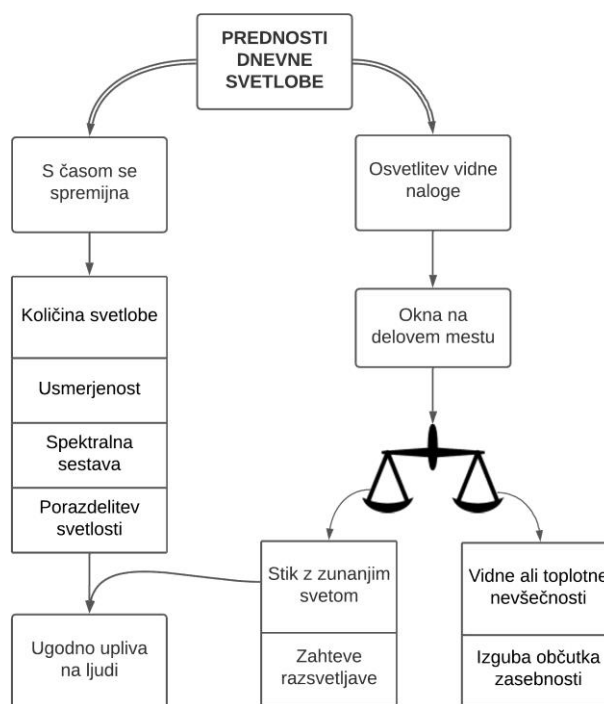 PREDNOSTI
DNEVNE
SVETLOBE
S časom se
spremijna
Osvetlitev vidne
naloge
Količina svetlobe
Usmerjenost
Spektralna
sestava
Porazdelitev
svetlosti
Okna na
delovem mestu
Stik z zunanjim
svetom
Zahteve
razsvetljave
Vidne ali toplotne
nevšečnosti
Izguba občutka
zasebnosti
Ugodno upliva
na ljudi